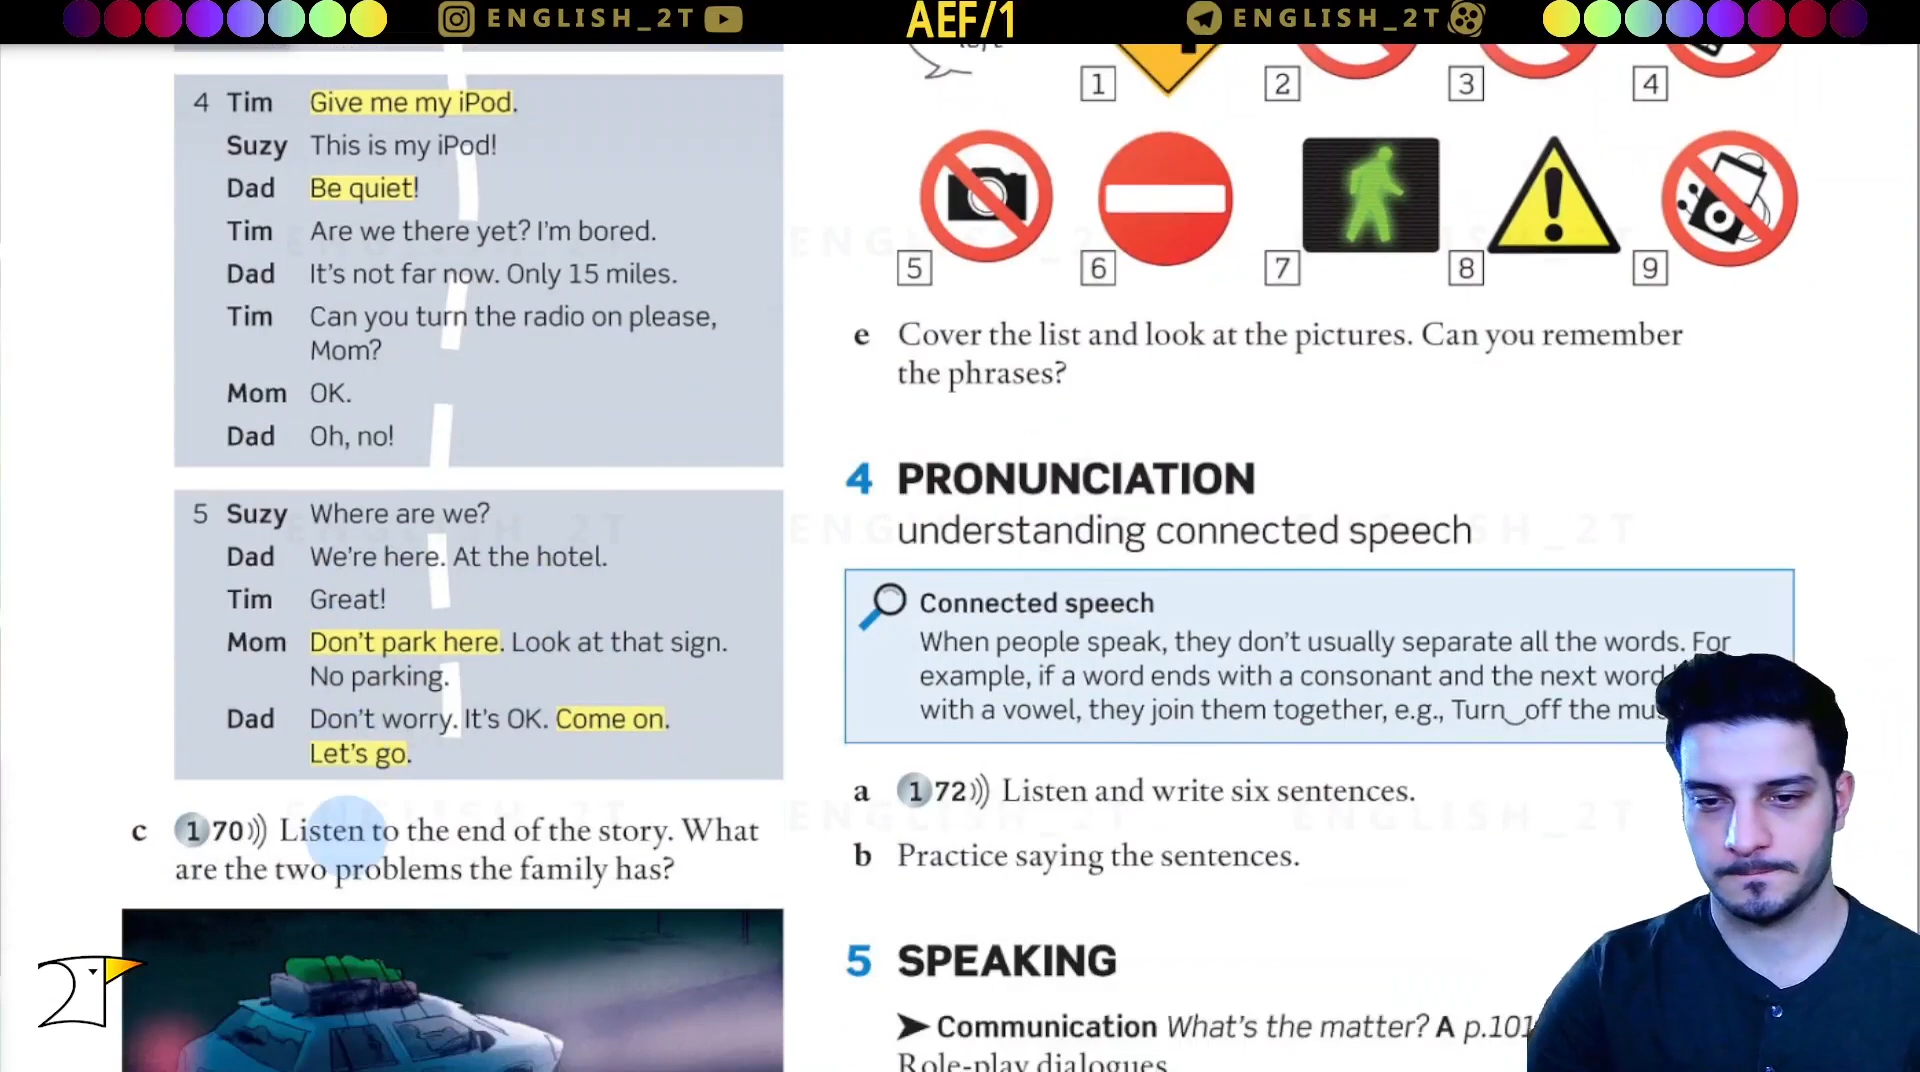 ENGLISH_2T
AEF/1
ENGLISH_2T
4 Tim Give me my iPod.
Suzy This is my iPod!
Dad Be quiet!
Tim Are we there yet? I'm bored.
Dad It's not far now. Only 15 miles.
Tim Can you turn the radio on please,
Mom?
Mom OK.
Dad Oh, no!
5 Suzy Where are we?
Dad We're here. At the hotel.
Tim Great!
Mom Don't park here. Look at that sign.
No parking.
Dad Don't worry. It's OK. Come on.
Let's go.
c 1 70 Listen to the end of the story. What
are the two problems the family has?
2T
1 2 3 4
5 6 7 8 9
e Cover the list and look at the pictures. Can you remember
the phrases?
4 PRONUNCIATION
understanding connected speech
Connected speech
When people speak, they don't usually separate all the words. For
example, if a word ends with a consonant and the next word
with a vowel, they join them together, e.g., Turn‿off the
a 1 72 Listen and write six sentences.
b Practice saying the sentences.
5 SPEAKING
Communication What's the matter? A p.101
Role-play dialogues